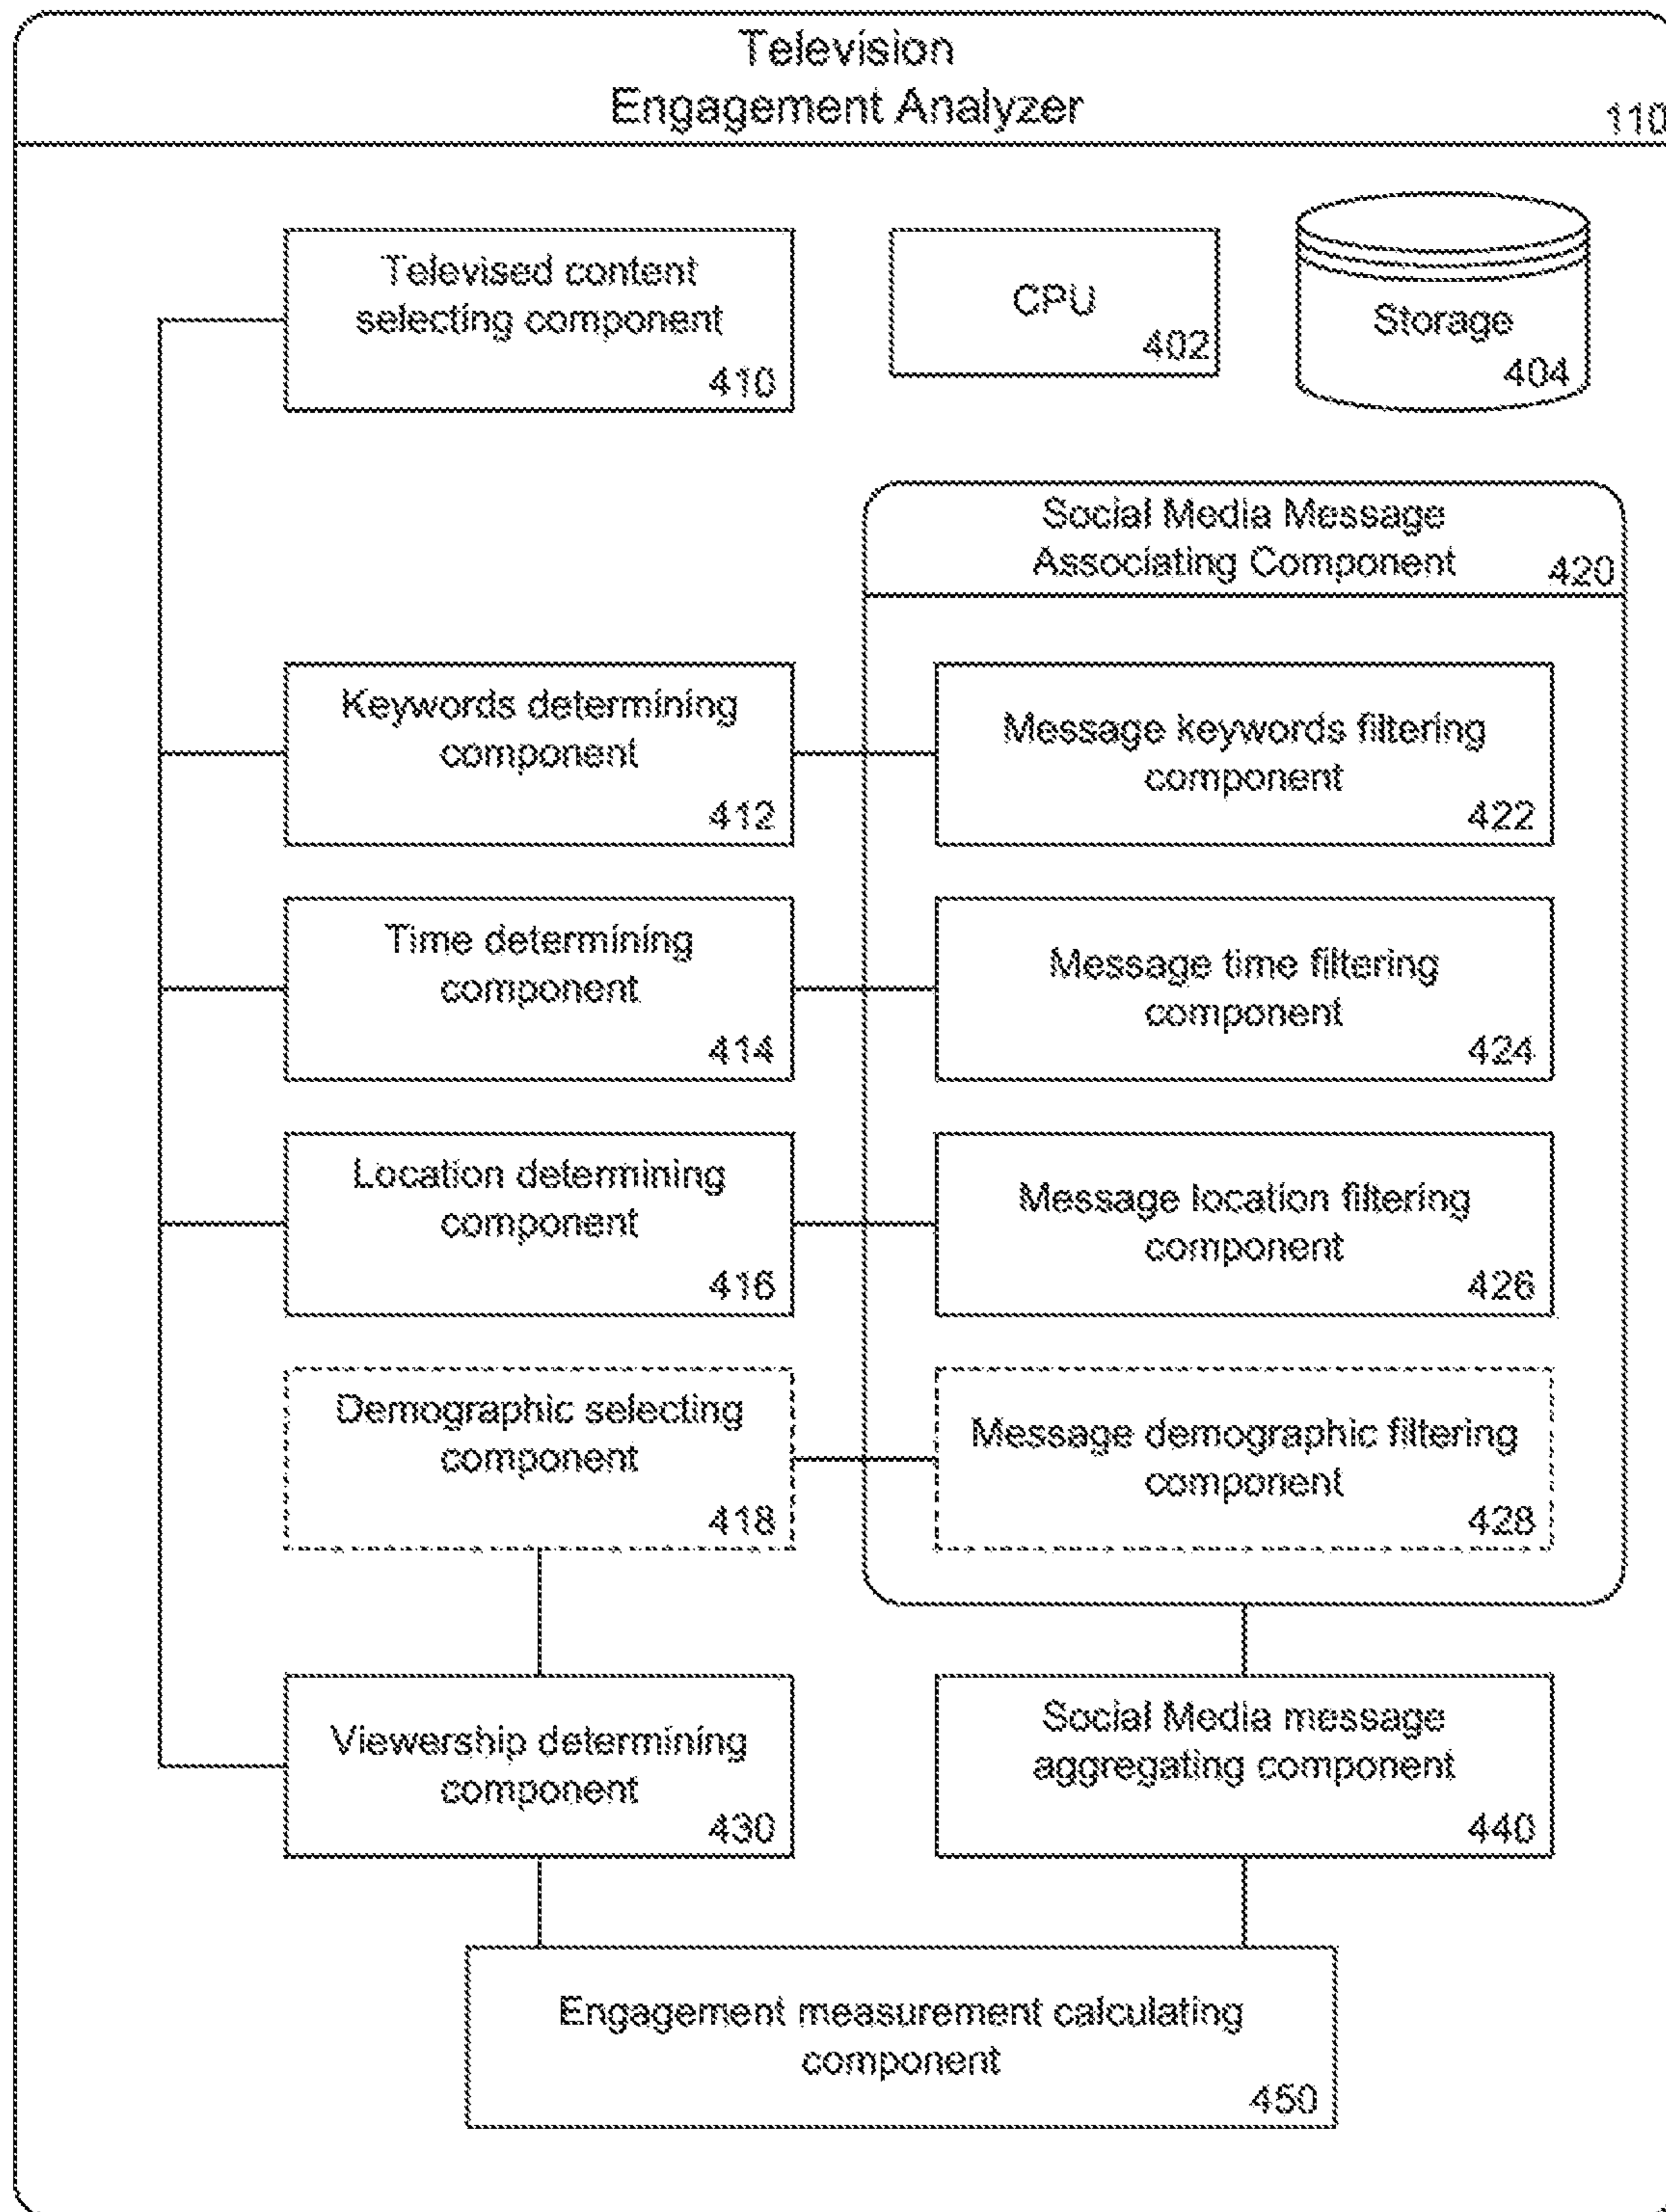 Television
Engagement Analyzer
110
Televised content
selecting component
410
CPU
402
Storage
404
Social Media Message
Associating Component
420
Keywords determining
component
412
Message keywords filtering
component
422
Time determining
component
414
Message time filtering
component
424
Location determining
component
416
Message location filtering
component
426
Demographic selecting
component
418
Message demographic filtering
component
428
Viewership determining
component
430
Social Media message
aggregating component
440
Engagement measurement calculating
component
450